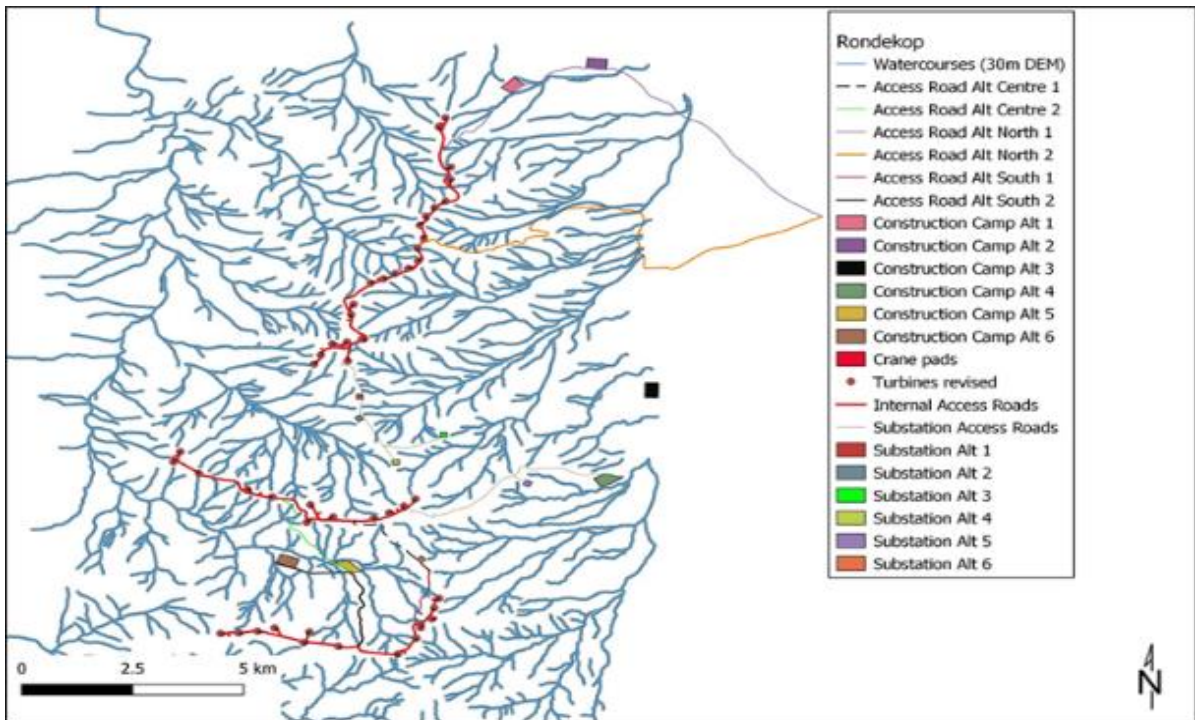 Rondekop
Watercourses (30m DEM)
Access Road Alt Centre 1
Access Road Alt Centre 2
Access Road Alt North 1
Access Road Alt North 2
Access Road Alt South 1
Access Road Alt South 2
Construction Camp Alt 1
Construction Camp Alt 2
Construction Camp Alt 3
Construction Camp Alt 4
Construction Camp Alt 5
Construction Camp Alt 6
Crane pads
Turbines revised
Internal Access Roads
Substation Access Roads
Substation Alt 1
Substation Alt 2
Substation Alt 3
Substation Alt 4
Substation Alt 5
Substation Alt 6
0 2.5 5 km
N